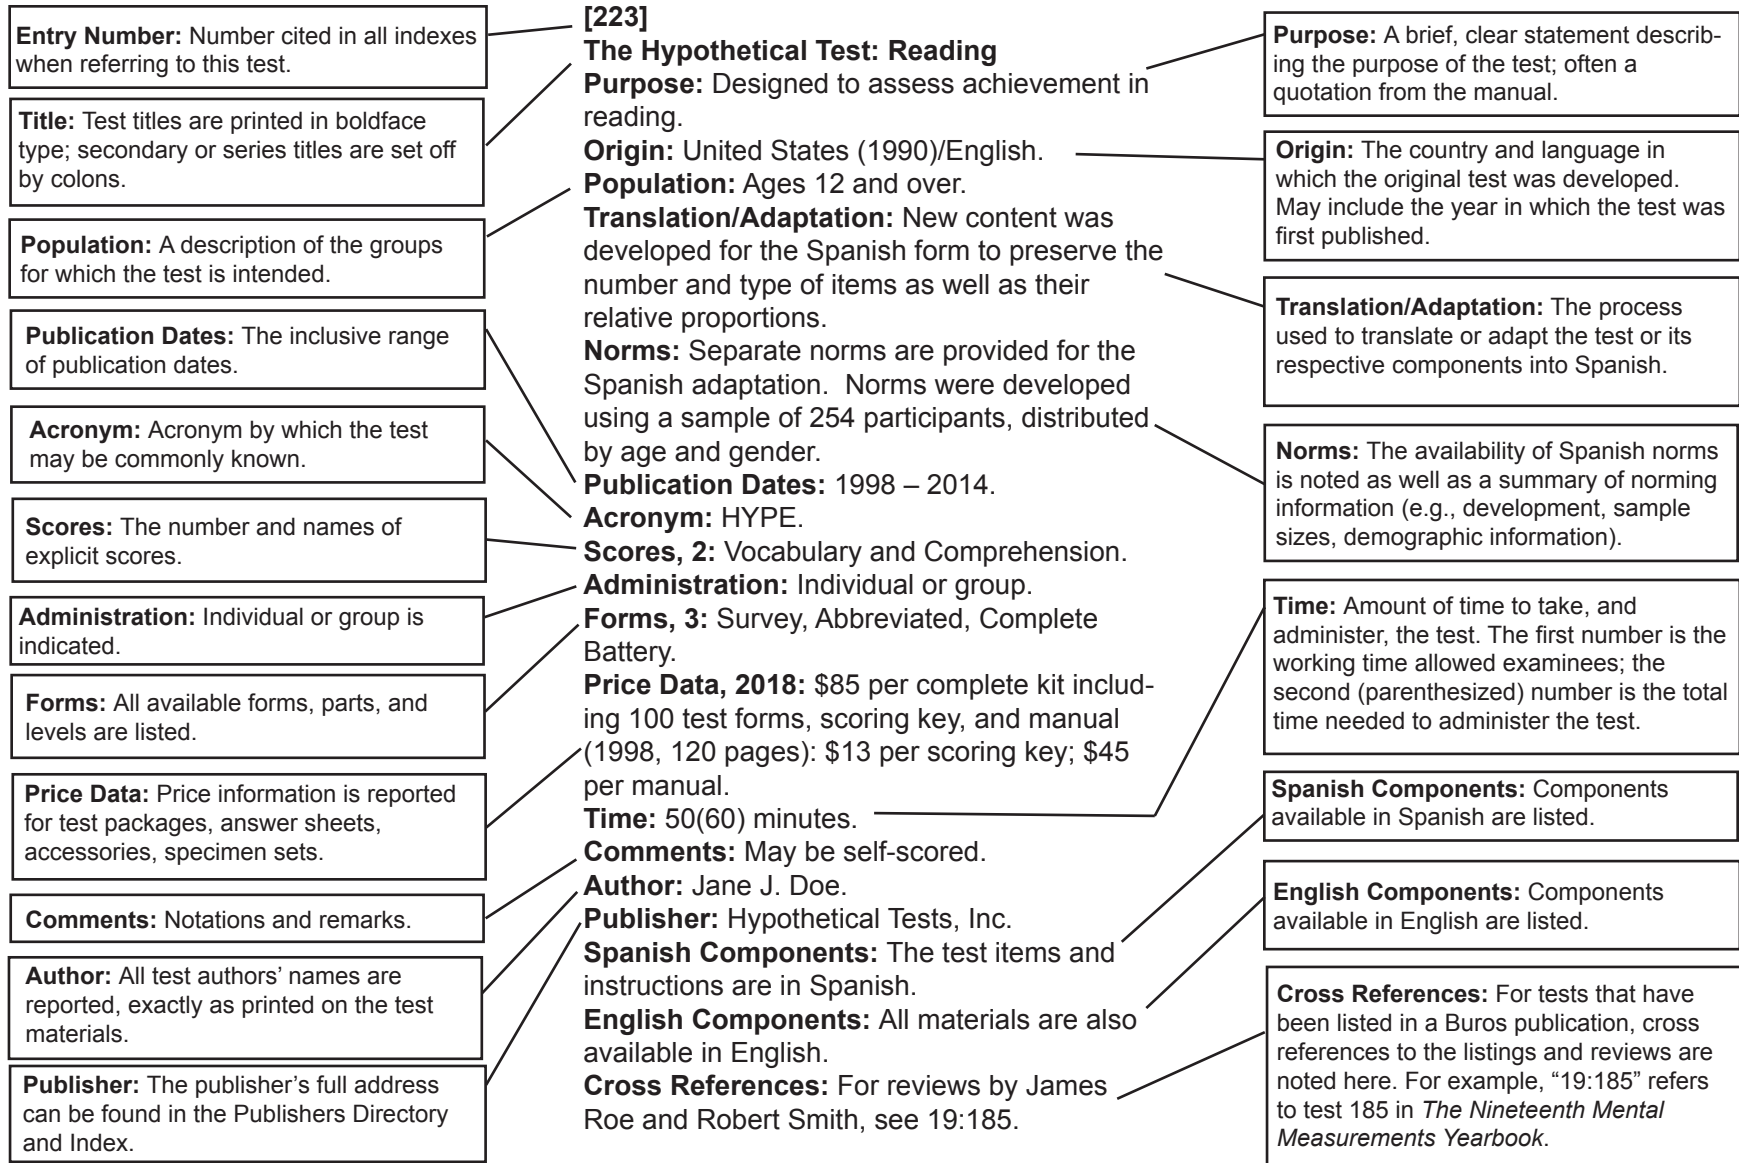 Entry Number: Number cited in all indexes
when referring to this test.
Title: Test titles are printed in boldface
type; secondary or series titles are set off
by colons.
Population: A description of the groups
for which the test is intended.
Publication Dates: The inclusive range
of publication dates.
Acronym: Acronym by which the test
may be commonly known.
Scores: The number and names of
explicit scores.
Administration: Individual or group is
indicated.
Forms: All available forms, parts, and
levels are listed.
Price Data: Price information is reported
for test packages, answer sheets,
accessories, specimen sets.
Comments: Notations and remarks.
Author: All test authors’ names are
reported, exactly as printed on the test
materials.
Publisher: The publisher’s full address
can be found in the Publishers Directory
and Index.
[223]
The Hypothetical Test: Reading
Purpose: Designed to assess achievement in
reading.
Origin: United States (1990)/English.
Population: Ages 12 and over.
Translation/Adaptation: New content was
developed for the Spanish form to preserve the
number and type of items as well as their
relative proportions.
Norms: Separate norms are provided for the
Spanish adaptation.  Norms were developed
using a sample of 254 participants, distributed
by age and gender.
Publication Dates: 1998 – 2014.
Acronym: HYPE.
Scores, 2: Vocabulary and Comprehension.
Administration: Individual or group.
Forms, 3: Survey, Abbreviated, Complete
Battery.
Price Data, 2018: $85 per complete kit includ-
ing 100 test forms, scoring key, and manual
(1998, 120 pages): $13 per scoring key; $45
per manual.
Time: 50(60) minutes.
Comments: May be self-scored.
Author: Jane J. Doe.
Publisher: Hypothetical Tests, Inc.
Spanish Components: The test items and
instructions are in Spanish.
English Components: All materials are also
available in English.
Cross References: For reviews by James
Roe and Robert Smith, see 19:185.
Purpose: A brief, clear statement describ-
ing the purpose of the test; often a
quotation from the manual.
Origin: The country and language in
which the original test was developed.
May include the year in which the test was
first published.
Translation/Adaptation: The process
used to translate or adapt the test or its
respective components into Spanish.
Norms: The availability of Spanish norms
is noted as well as a summary of norming
information (e.g., development, sample
sizes, demographic information).
Time: Amount of time to take, and
administer, the test. The first number is the
working time allowed examinees; the
second (parenthesized) number is the total
time needed to administer the test.
Spanish Components: Components
available in Spanish are listed.
English Components: Components
available in English are listed.
Cross References: For tests that have
been listed in a Buros publication, cross
references to the listings and reviews are
noted here. For example, “19:185” refers
to test 185 in The Nineteenth Mental
Measurements Yearbook.